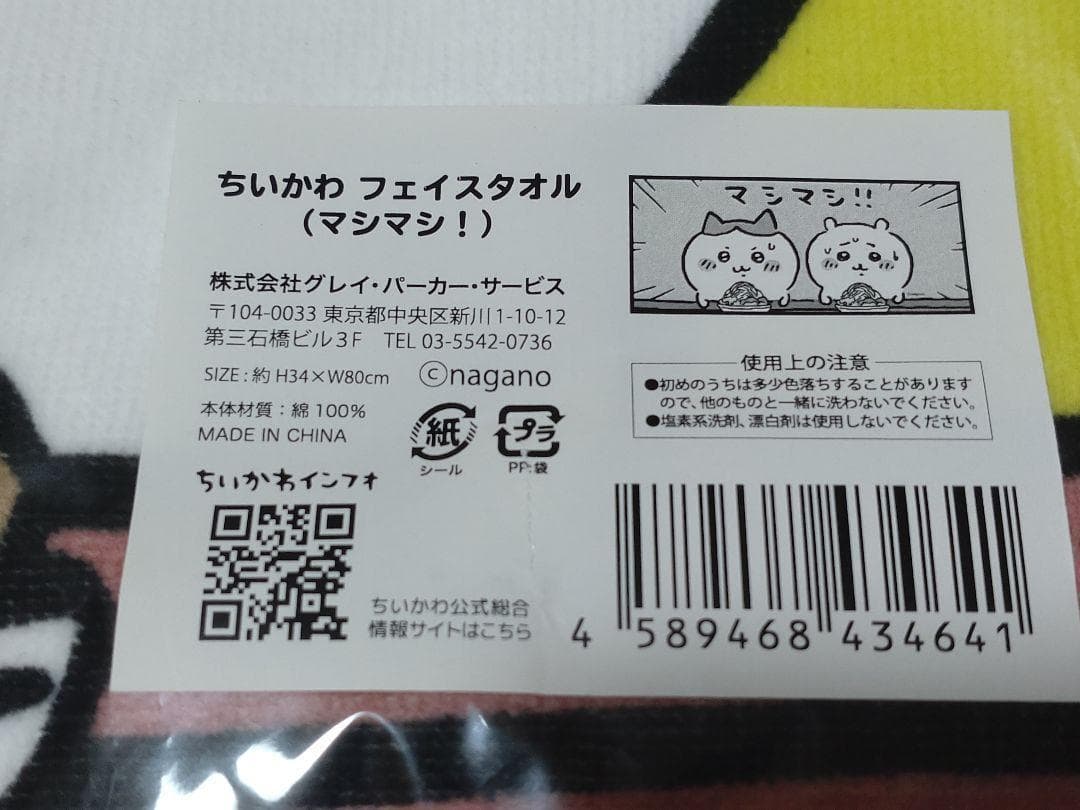 ちいかわ フェイスタオル
（マシマシ！）
株式会社グレイ・パーカー・サービス
〒104-0033 東京都中央区新川1-10-12
第三石橋ビル3F TEL 03-5542-0736
SIZE：約 H34×W80cm ⓒnagano
本体材質：綿 100%
MADE IN CHINA
紙
シール
プラ
PP：袋
ちいかわインフォ
ちいかわ公式総合
情報サイトはこちら
マシマシ!!
使用上の注意
●初めのうちは多少色落ちすることがあります
ので、他のものと一緒に洗わないでください。
●塩素系洗剤、漂白剤は使用しないでください。
4 589468 434641